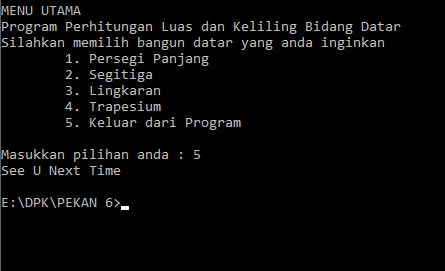 MENU UTAMA
Program Perhitungan Luas dan Keliling Bidang Datar
Silahkan memilih bangun datar yang anda inginkan
1. Persegi Panjang
2. Segitiga
3. Lingkaran
4. Trapesium
5. Keluar dari Program
Masukkan pilihan anda : 5
See U Next Time
E:\DPK\PEKAN 6>